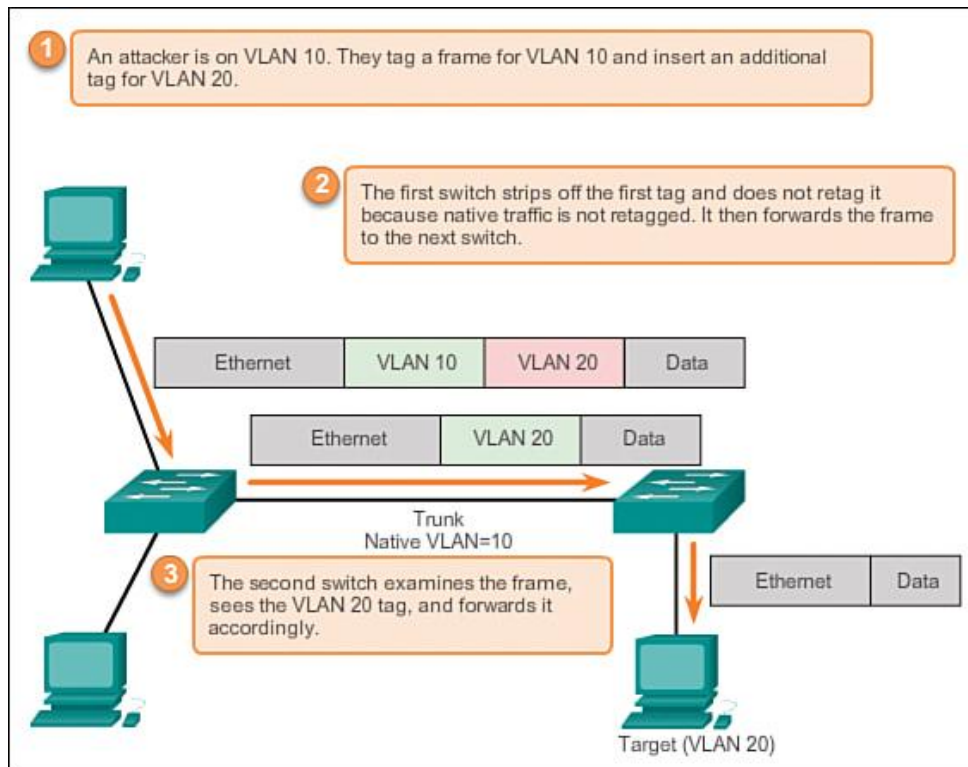 1
An attacker is on VLAN 10. They tag a frame for VLAN 10 and insert an additional
tag for VLAN 20.
2
The first switch strips off the first tag and does not retag it
because native traffic is not retagged. It then forwards the frame
to the next switch.
Ethernet VLAN 10 VLAN 20 Data
Ethernet VLAN 20 Data
Trunk
Native VLAN=10
3
The second switch examines the frame,
sees the VLAN 20 tag, and forwards it
accordingly.
Ethernet Data
Target (VLAN 20)